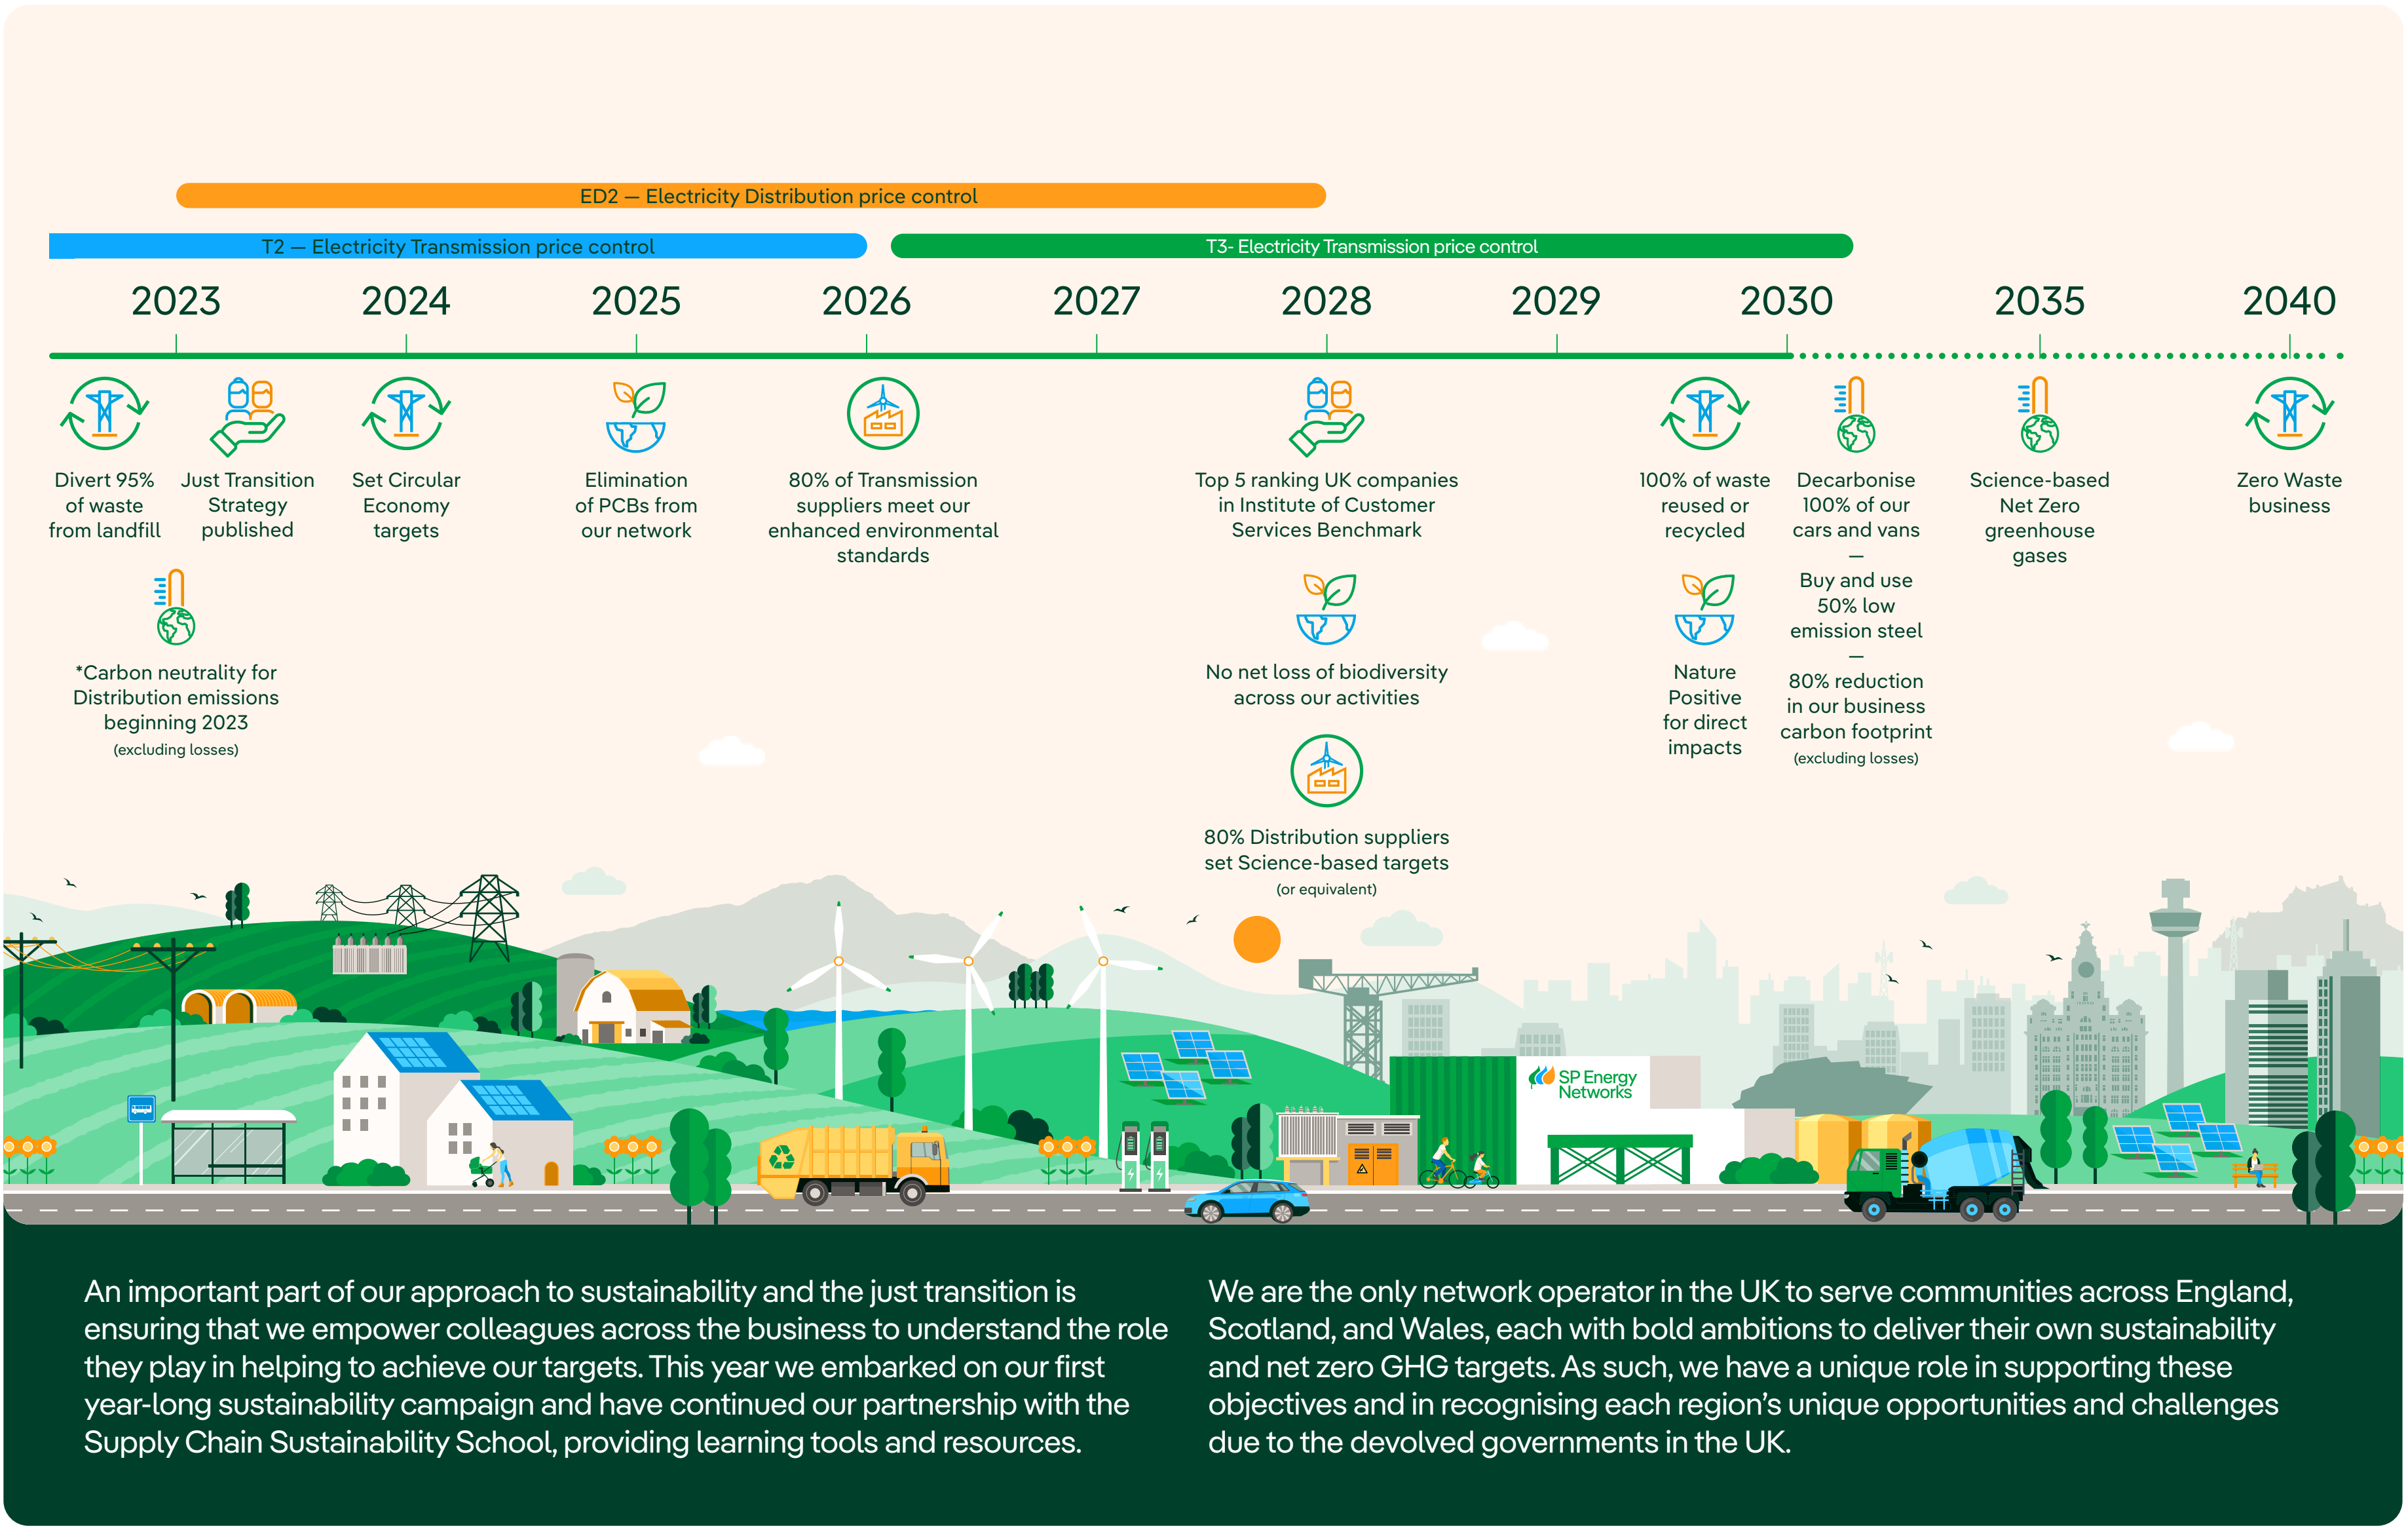 ED2 — Electricity Distribution price control
T2 — Electricity Transmission price control
T3- Electricity Transmission price control
2023
2024
2025
2026
2027
2028
2029
2030
2035
2040
Divert 95%
of waste
from landfill
Just Transition
Strategy
published
*Carbon neutrality for
Distribution emissions
beginning 2023
(excluding losses)
Set Circular
Economy
targets
Elimination
of PCBs from
our network
80% of Transmission
suppliers meet our
enhanced environmental
standards
Top 5 ranking UK companies
in Institute of Customer
Services Benchmark
No net loss of biodiversity
across our activities
80% Distribution suppliers
set Science-based targets
(or equivalent)
100% of waste
reused or
recycled
Nature
Positive
for direct
impacts
Decarbonise
100% of our
cars and vans
—
Buy and use
50% low
emission steel
—
80% reduction
in our business
carbon footprint
(excluding losses)
Science-based
Net Zero
greenhouse
gases
Zero Waste
business
SP Energy
Networks
An important part of our approach to sustainability and the just transition is
ensuring that we empower colleagues across the business to understand the role
they play in helping to achieve our targets. This year we embarked on our first
year-long sustainability campaign and have continued our partnership with the
Supply Chain Sustainability School, providing learning tools and resources.
We are the only network operator in the UK to serve communities across England,
Scotland, and Wales, each with bold ambitions to deliver their own sustainability
and net zero GHG targets. As such, we have a unique role in supporting these
objectives and in recognising each region’s unique opportunities and challenges
due to the devolved governments in the UK.